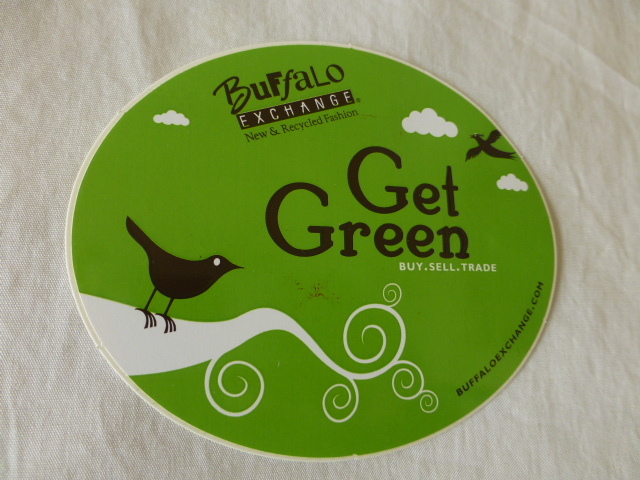 Buffalo
EXCHANGE®
New & Recycled Fashion
Get
Green
BUY.SELL.TRADE
BUFFALOEXCHANGE.COM